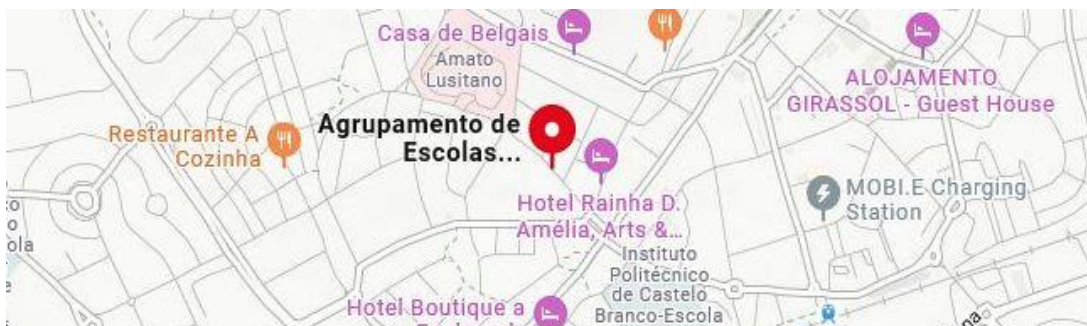 Casa de Belgais
Amato
Lusitano
ALOJAMENTO
GIRASSOL - Guest House
Agrupamento de
Escolas...
Restaurante A
Cozinha
MOBI.E Charging
Station
Hotel Rainha D.
Amélia, Arts &...
Instituto
Politécnico
de Castelo
Branco-Escola
Hotel Boutique a
ola